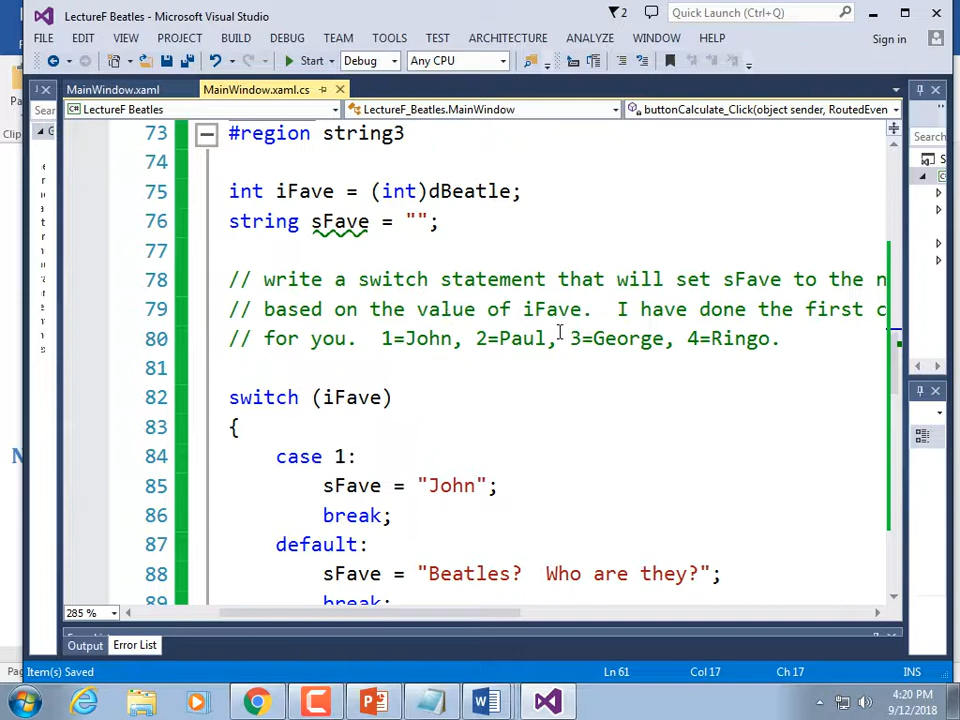 LectureF Beatles - Microsoft Visual Studio
2
Quick Launch (Ctrl+Q)
FILE EDIT VIEW PROJECT BUILD DEBUG TEAM TOOLS TEST ARCHITECTURE ANALYZE WINDOW HELP Sign in
Start Debug Any CPU
MainWindow.xaml MainWindow.xaml.cs
LectureF Beatles LectureF_Beatles.MainWindow buttonCalculate_Click(object sender, RoutedEven
73 #region string3
74
75 int iFave = (int)dBeatle;
76 string sFave = "";
77
78 // write a switch statement that will set sFave to the n
79 // based on the value of iFave.  I have done the first c
80 // for you.  1=John, 2=Paul, 3=George, 4=Ringo.
81
82 switch (iFave)
83 {
84 case 1:
85 sFave = "John";
86 break;
87 default:
88 sFave = "Beatles?  Who are they?";
89 break;
285 %
Output Error List
Item(s) Saved Ln 61 Col 17 Ch 17 INS
4:20 PM
9/12/2018